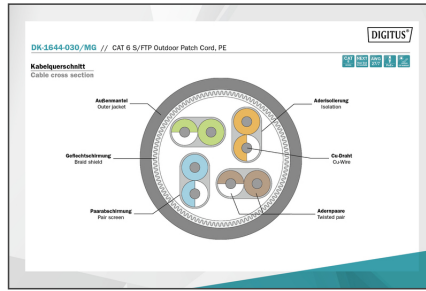 DIGITUS®
DK-1644-030/MG // CAT 6 S/FTP Outdoor Patch Cord, PE
Kabelquerschnitt
Cable cross section
Außenmantel
Outer jacket
Aderisolierung
Isolation
Geflechtschirmung
Braid shield
Cu-Draht
Cu-Wire
Paarabschirmung
Pair screen
Adernpaare
Twisted pair